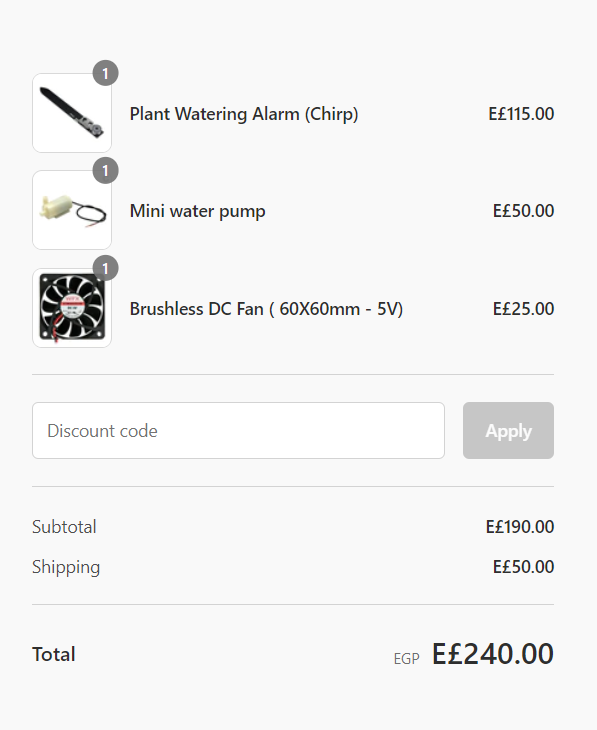 1
Plant Watering Alarm (Chirp) E£115.00
1
Mini water pump E£50.00
1
Brushless DC Fan ( 60X60mm - 5V) E£25.00
Discount code Apply
Subtotal E£190.00
Shipping E£50.00
Total EGP E£240.00